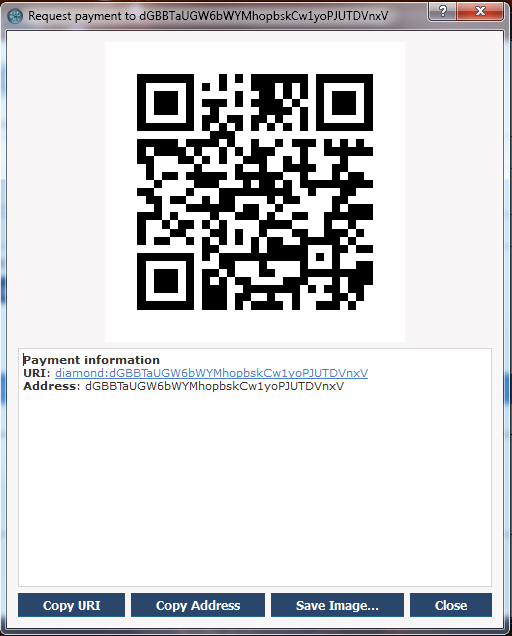 Request payment to dGBBTaUGW6bWYMhopbskCw1yoPJUTDVnxV
?
Payment information
URI: diamond:dGBBTaUGW6bWYMhopbskCw1yoPJUTDVnxV
Address: dGBBTaUGW6bWYMhopbskCw1yoPJUTDVnxV
Copy URI Copy Address Save Image... Close